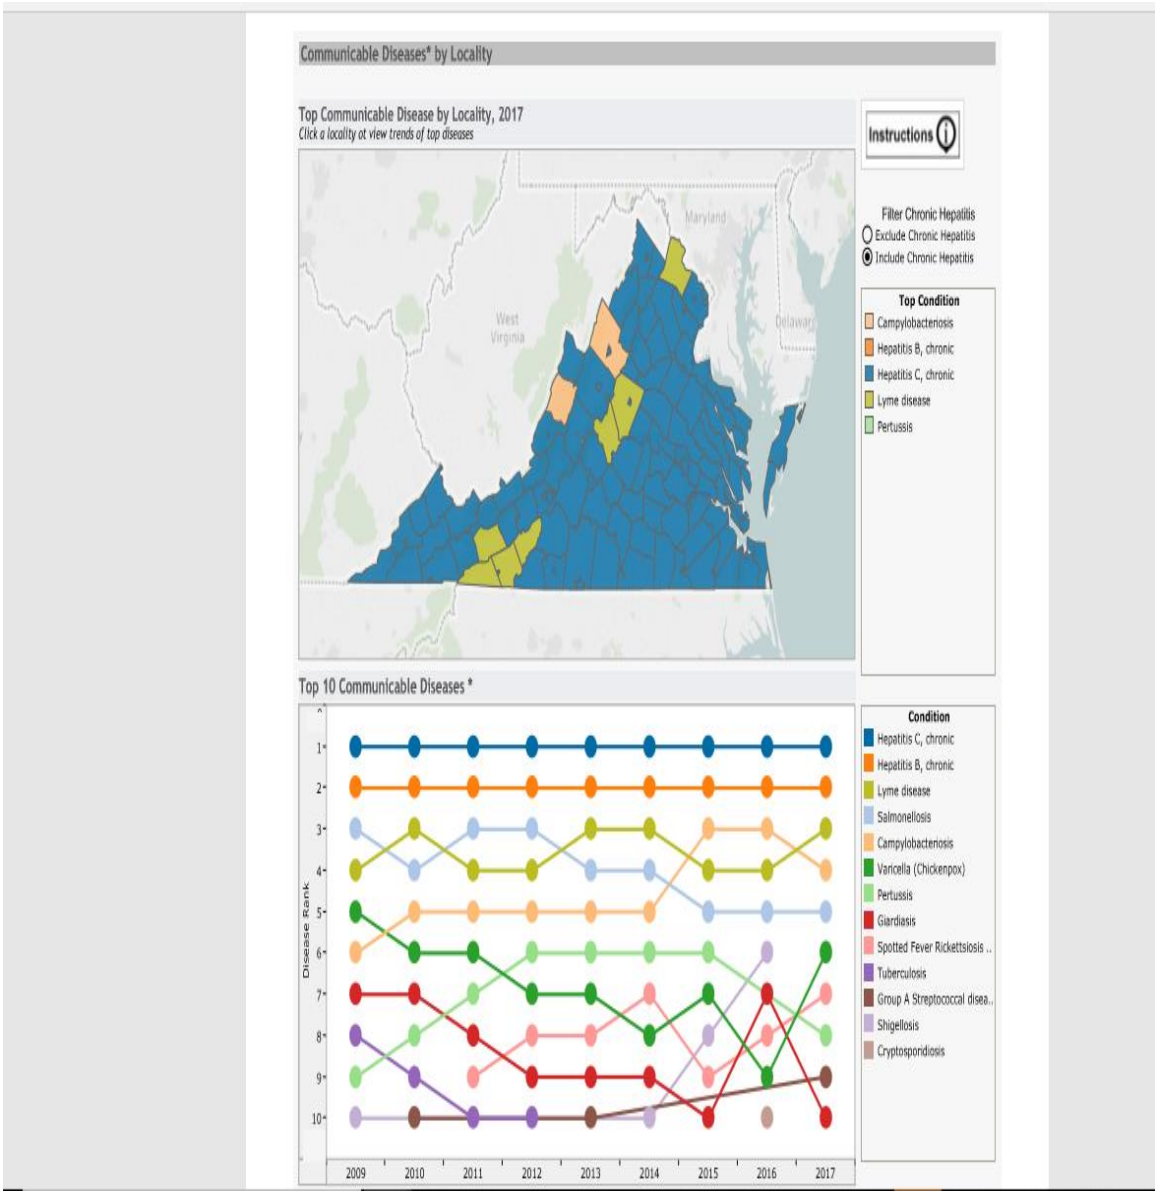 Communicable Diseases* by Locality
Top Communicable Disease by Locality, 2017
Click a locality ot view trends of top diseases
Instructions i
Maryland
West
Virginia
Delawar
Filter Chronic Hepatitis
Exclude Chronic Hepatitis
Include Chronic Hepatitis
Top Condition
Campylobacteriosis
Hepatitis B, chronic
Hepatitis C, chronic
Lyme disease
Pertussis
Top 10 Communicable Diseases *
Disease Rank
1
2
3
4
5
6
7
8
9
10
2009 2010 2011 2012 2013 2014 2015 2016 2017
Condition
Hepatitis C, chronic
Hepatitis B, chronic
Lyme disease
Salmonellosis
Campylobacteriosis
Varicella (Chickenpox)
Pertussis
Giardiasis
Spotted Fever Rickettsiosis ..
Tuberculosis
Group A Streptococcal disea..
Shigellosis
Cryptosporidiosis